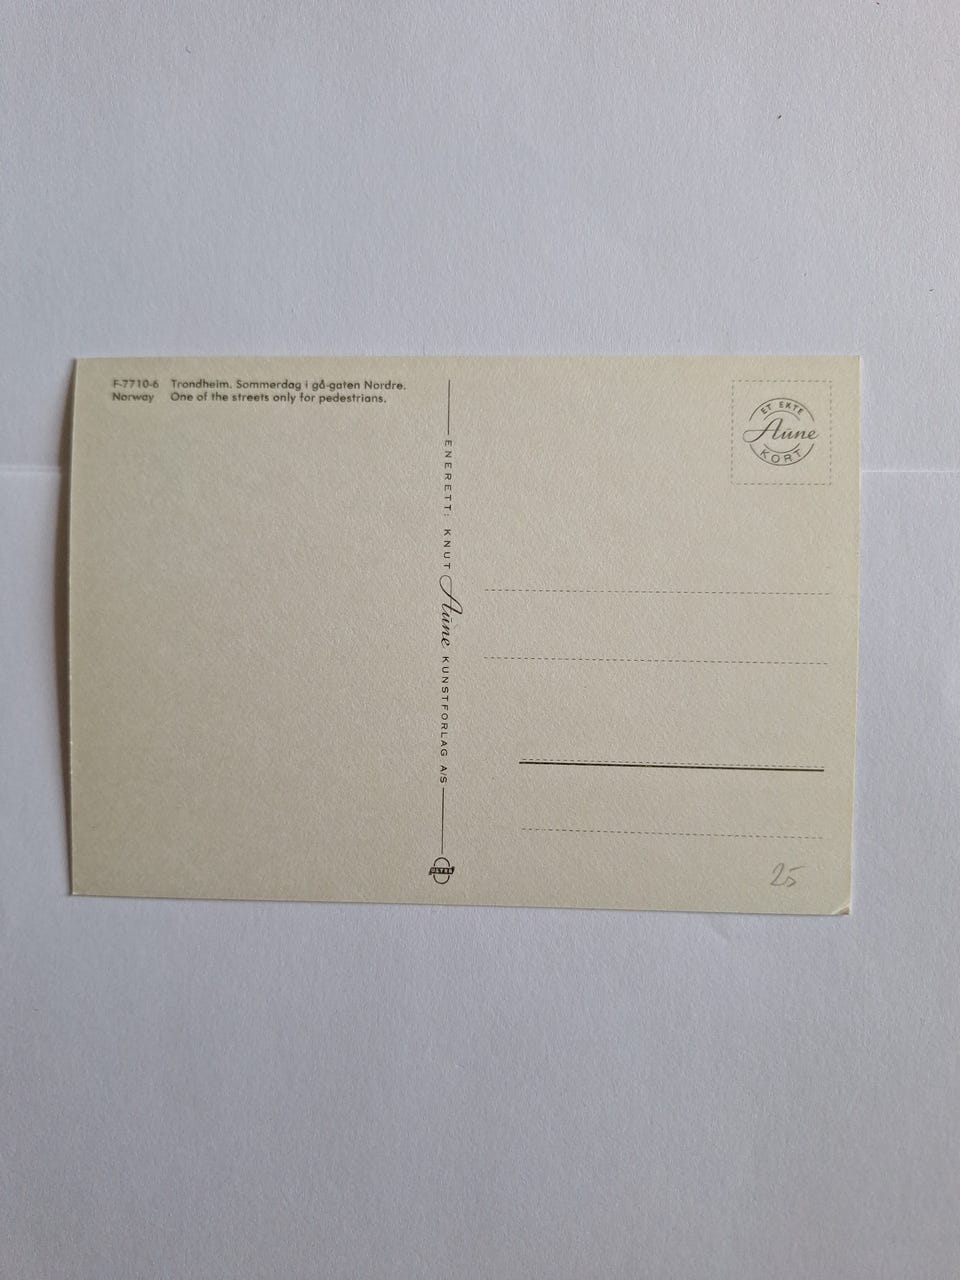 F-7710-6 Trondheim. Sommerdag i gå-gaten Nordre.
Norway One of the streets only for pedestrians.
ENERETT: KNUT Aune KUNSTFORLAG A/S
ET EKTE
Aune
KORT
25